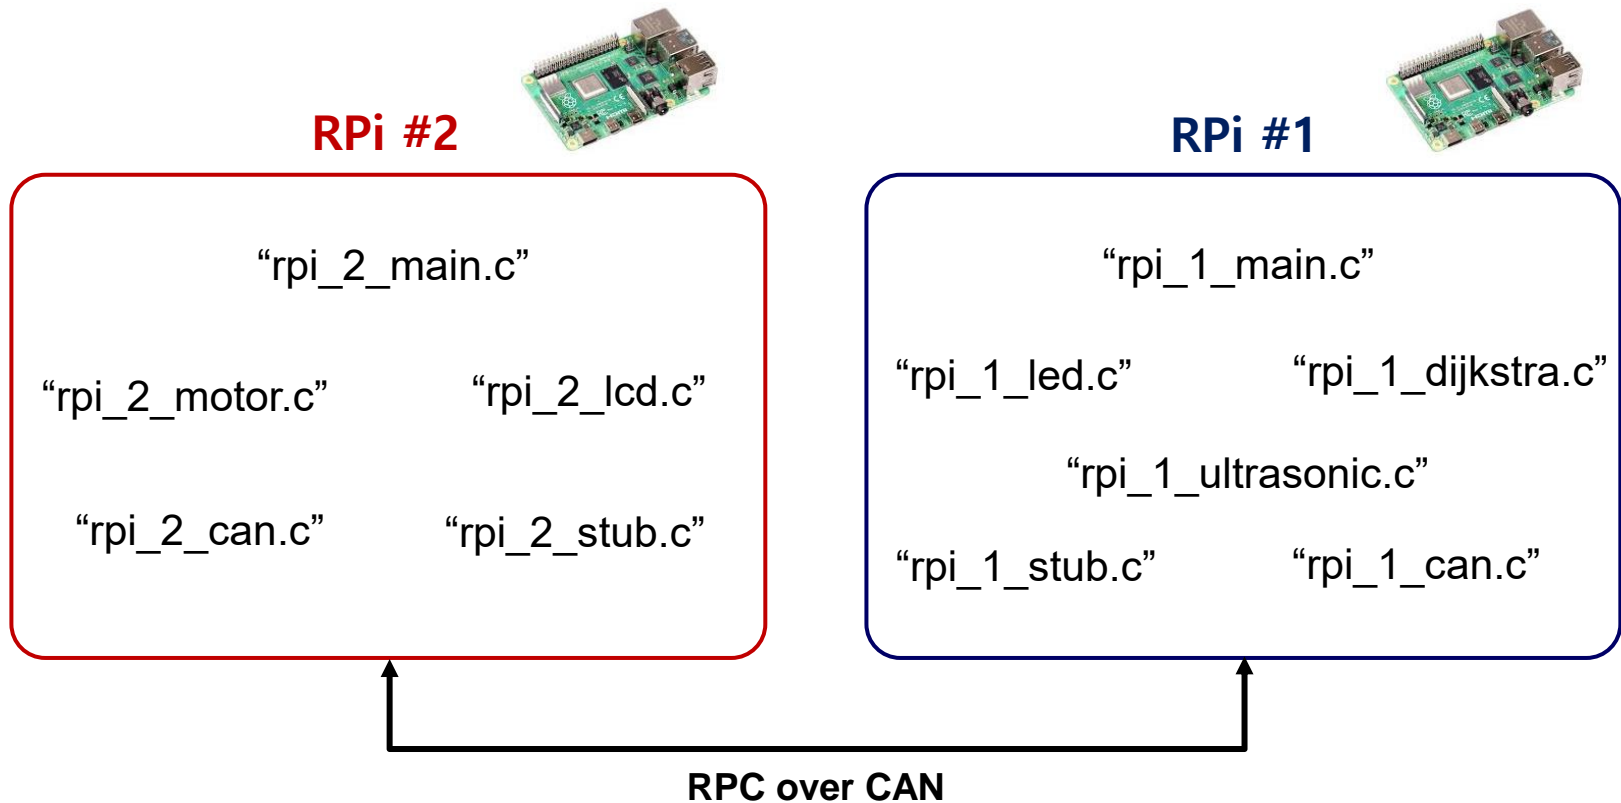 RPi #2
RPi #1
“rpi_2_main.c”
“rpi_2_motor.c”
“rpi_2_lcd.c”
“rpi_2_can.c”
“rpi_2_stub.c”
“rpi_1_main.c”
“rpi_1_led.c”
“rpi_1_dijkstra.c”
“rpi_1_ultrasonic.c”
“rpi_1_stub.c”
“rpi_1_can.c”
RPC over CAN